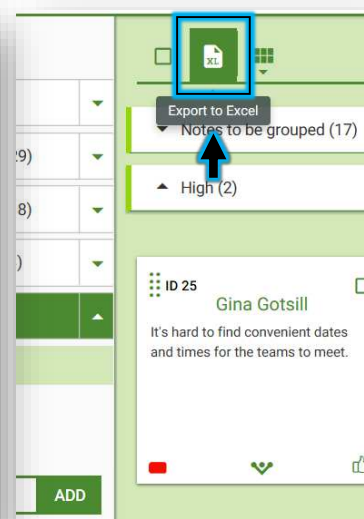 XL
Export to Excel
Notes to be grouped (17)
29)
8)
)
High (2)
ID 25
Gina Gotsill
It's hard to find convenient dates
and times for the teams to meet.
ADD